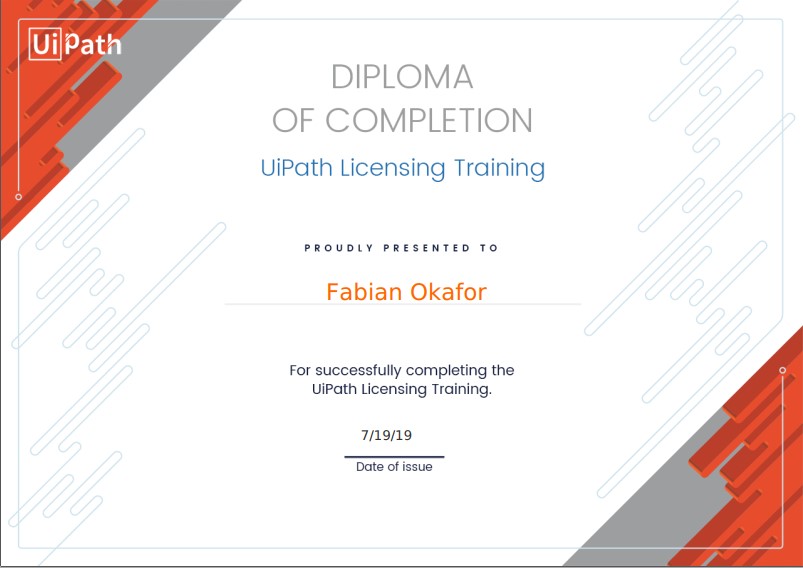 UiPath
DIPLOMA
OF COMPLETION
UiPath Licensing Training
PROUDLY PRESENTED TO
Fabian Okafor
For successfully completing the
UiPath Licensing Training.
7/19/19
Date of issue